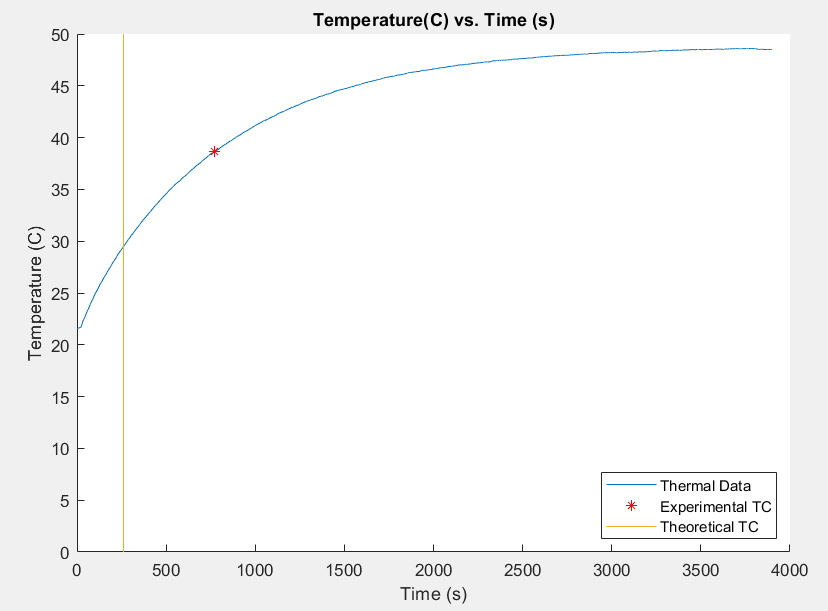 Temperature(C) vs. Time (s)
50
45
40
35
30
25
20
15
10
5
0
Temperature (C)
0 500 1000 1500 2000 2500 3000 3500 4000
Time (s)
Thermal Data
Experimental TC
Theoretical TC